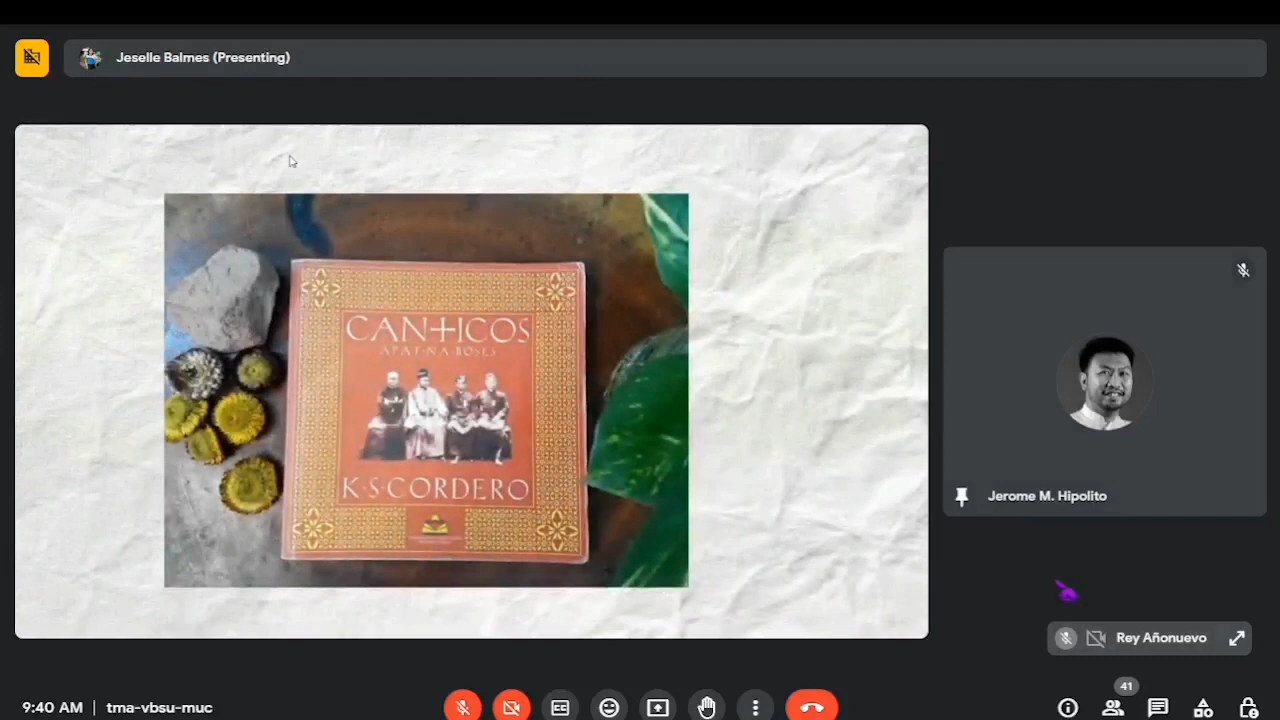 Jeselle Balmes (Presenting)
CANTICOS
APAT·NA·BOSES
K·S·CORDERO
Jerome M. Hipolito
Rey Añonuevo
41
9:40 AM | tma-vbsu-muc